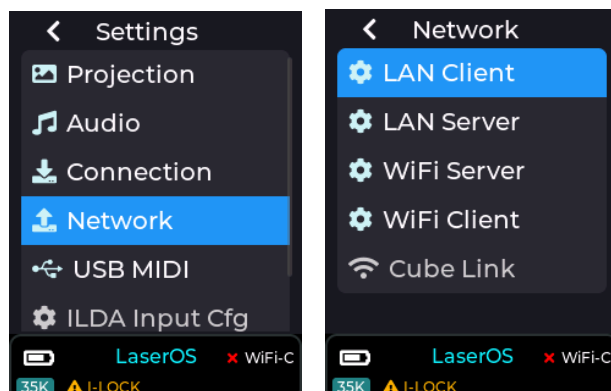 Settings
Projection
Audio
Connection
Network
USB MIDI
ILDA Input Cfg
LaserOS WiFi-C
35K I-LOCK
Network
LAN Client
LAN Server
WiFi Server
WiFi Client
Cube Link
LaserOS WiFi-C
35K I-LOCK